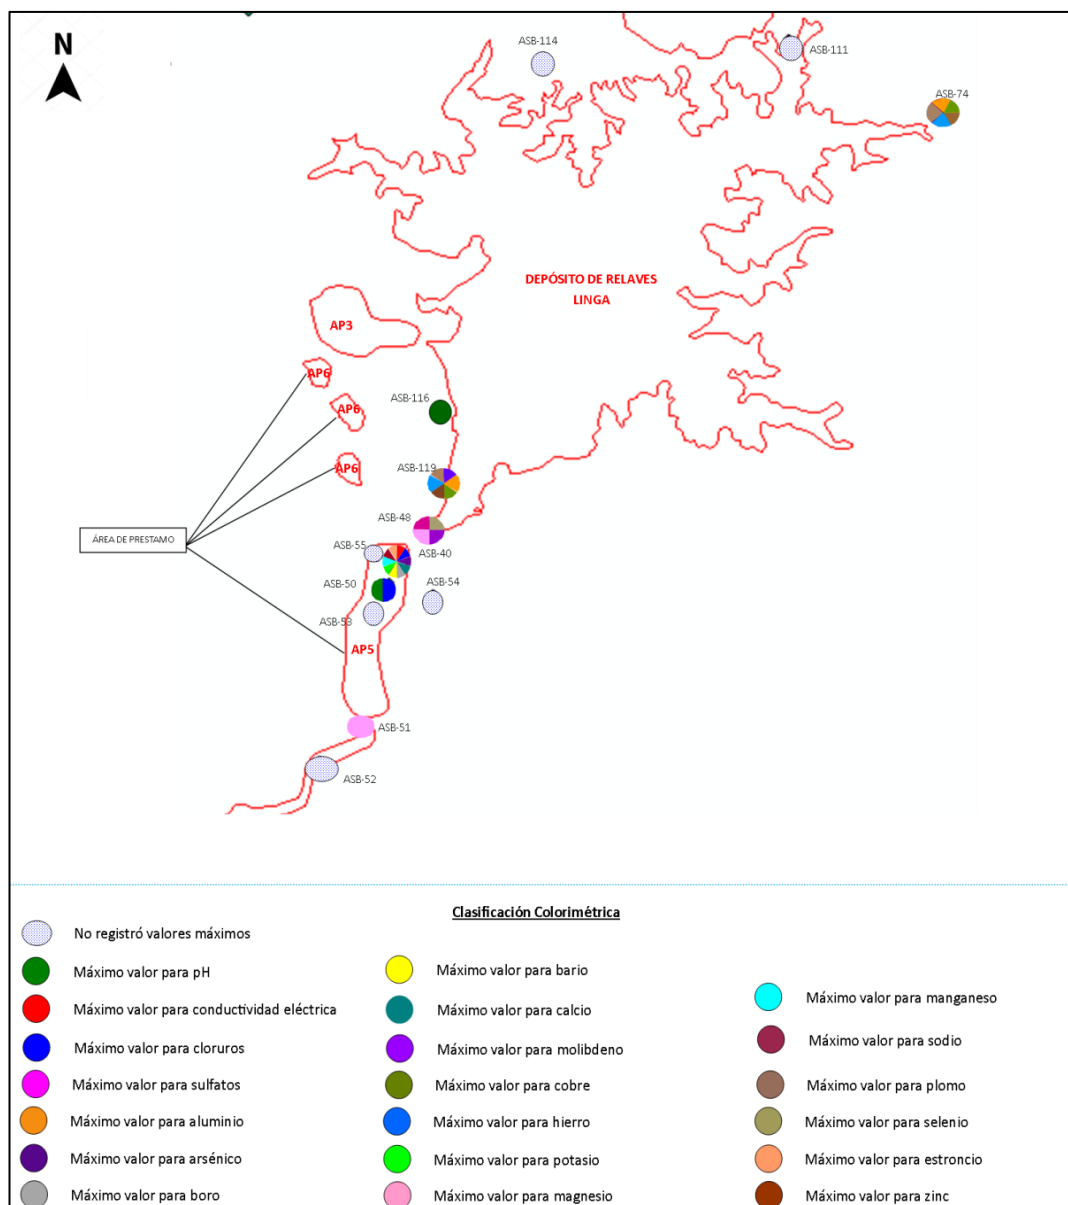 N
ASB-114
ASB-111
ASB-74
DEPÓSITO DE RELAVES
LINGA
AP3
AP6
AP6
ASB-116
AP6
ASB-119
ASB-48
ÁREA DE PRESTAMO
ASB-55
ASB-40
ASB-50
ASB-54
ASB-53
AP5
ASB-51
ASB-52
Clasificación Colorimétrica
No registró valores máximos
Máximo valor para pH
Máximo valor para conductividad eléctrica
Máximo valor para cloruros
Máximo valor para sulfatos
Máximo valor para aluminio
Máximo valor para arsénico
Máximo valor para boro
Máximo valor para bario
Máximo valor para calcio
Máximo valor para molibdeno
Máximo valor para cobre
Máximo valor para hierro
Máximo valor para potasio
Máximo valor para magnesio
Máximo valor para manganeso
Máximo valor para sodio
Máximo valor para plomo
Máximo valor para selenio
Máximo valor para estroncio
Máximo valor para zinc